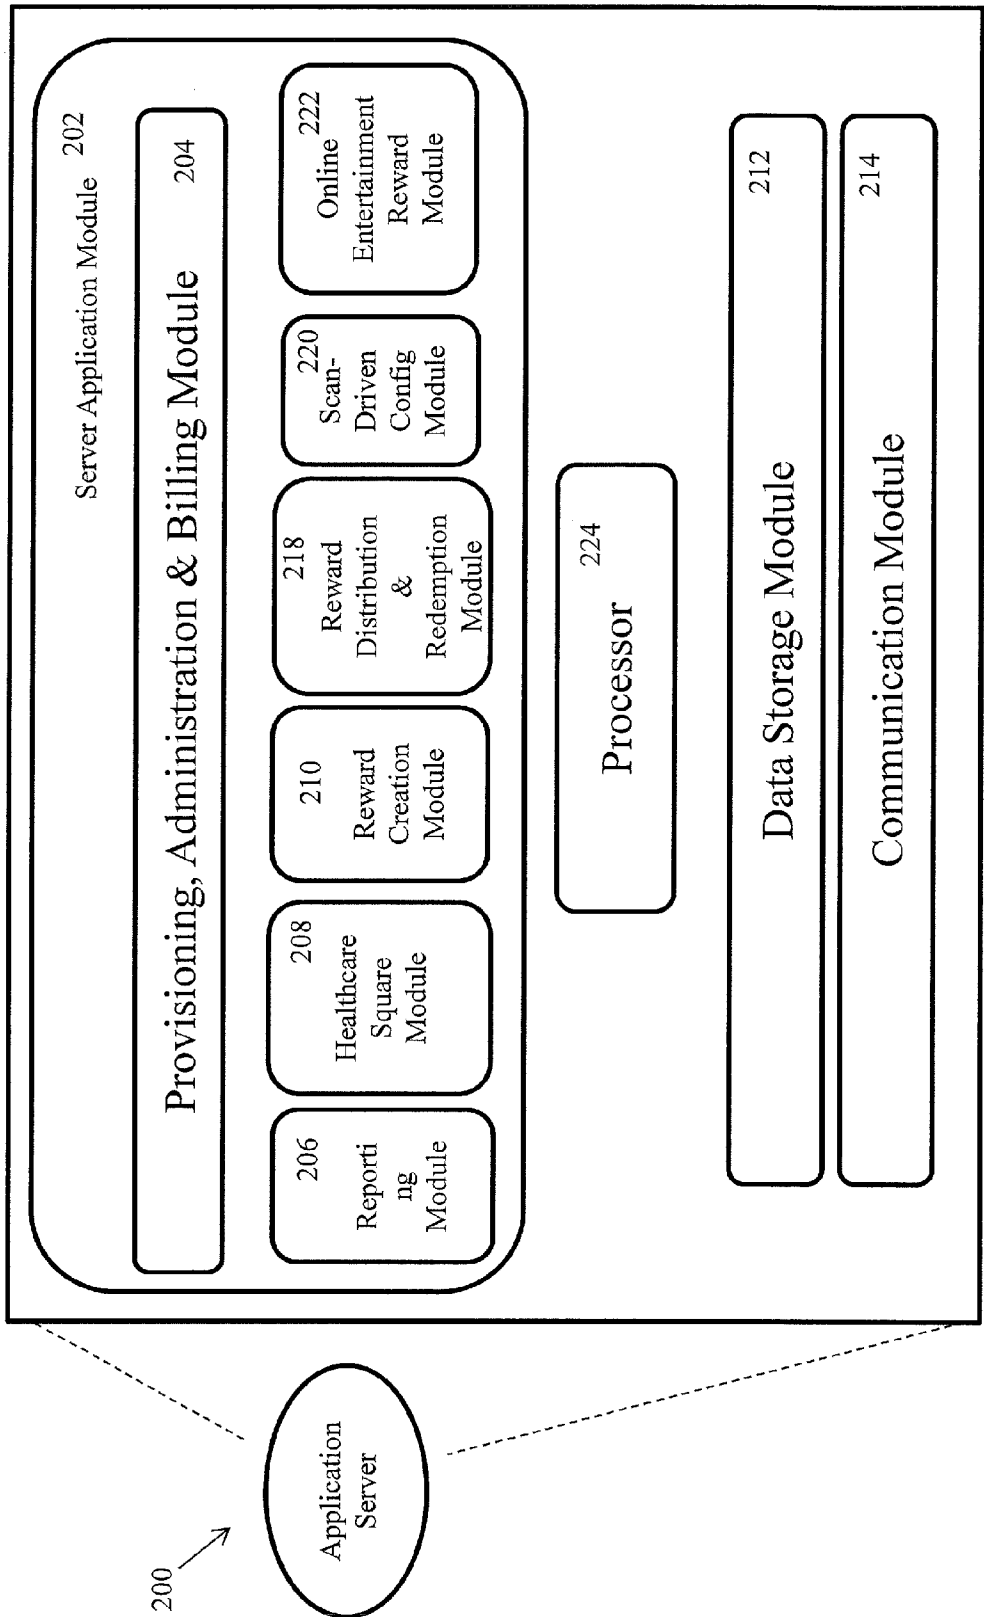 200
Application
Server
Server Application Module 202
204
Provisioning, Administration & Billing Module
206
Reporti
ng
Module
208
Healthcare
Square
Module
210
Reward
Creation
Module
218
Reward
Distribution
&
Redemption
Module
220
Scan-
Driven
Config
Module
222
Online
Entertainment
Reward
Module
224
Processor
212
Data Storage Module
214
Communication Module